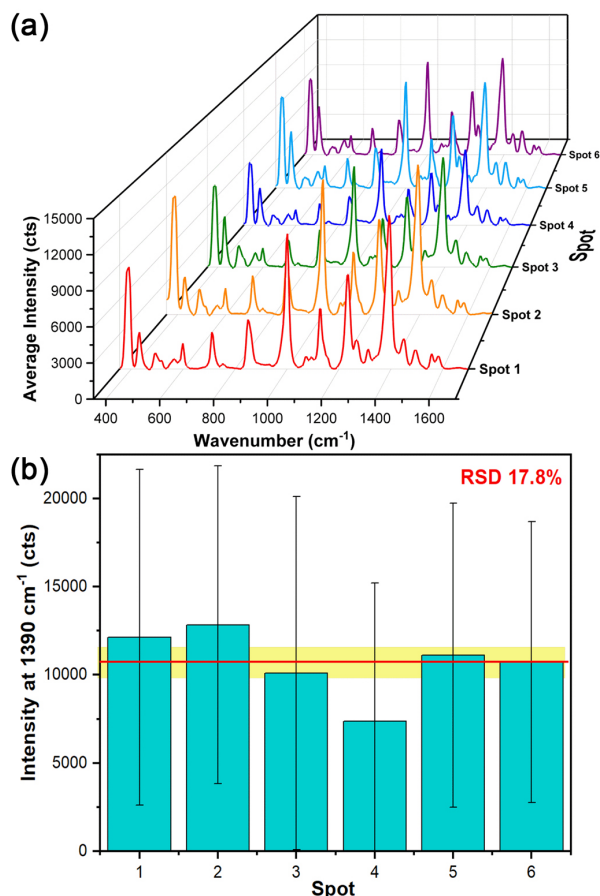 (a)
15000
12000
9000
6000
3000
0
Average Intensity (cts)
400 600 800 1000 1200 1400 1600
Wavenumber (cm⁻¹)
Spot 6
Spot 5
Spot 4
Spot 3
Spot 2
Spot 1
Spot
(b)
RSD 17.8%
20000
15000
10000
5000
0
Intensity at 1390 cm⁻¹ (cts)
1 2 3 4 5 6
Spot